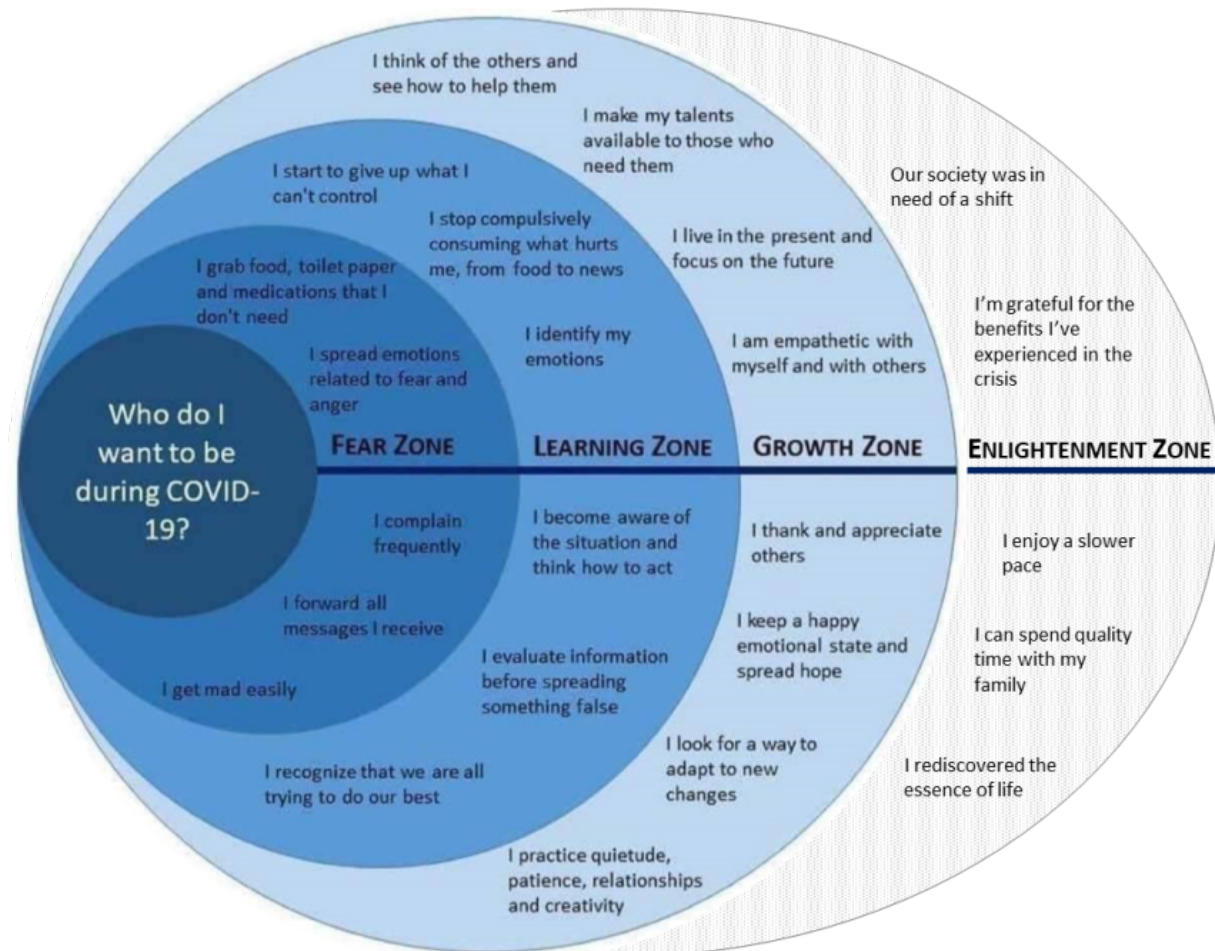 I think of the others and
see how to help them
I make my talents
available to those who
need them
I start to give up what I
can't control
I stop compulsively
consuming what hurts
me, from food to news
I live in the present and
focus on the future
Our society was in
need of a shift
I grab food, toilet paper
and medications that I
don't need
I identify my
emotions
I am empathetic with
myself and with others
I'm grateful for the
benefits I've
experienced in the
crisis
I spread emotions
related to fear and
anger
Who do I
want to be
during COVID-
19?
FEAR ZONE
LEARNING ZONE
GROWTH ZONE
ENLIGHTENMENT ZONE
I complain
frequently
I become aware of
the situation and
think how to act
I thank and appreciate
others
I enjoy a slower
pace
I forward all
messages I receive
I keep a happy
emotional state and
spread hope
I can spend quality
time with my
family
I get mad easily
I evaluate information
before spreading
something false
I look for a way to
adapt to new
changes
I rediscovered the
essence of life
I recognize that we are all
trying to do our best
I practice quietude,
patience, relationships
and creativity